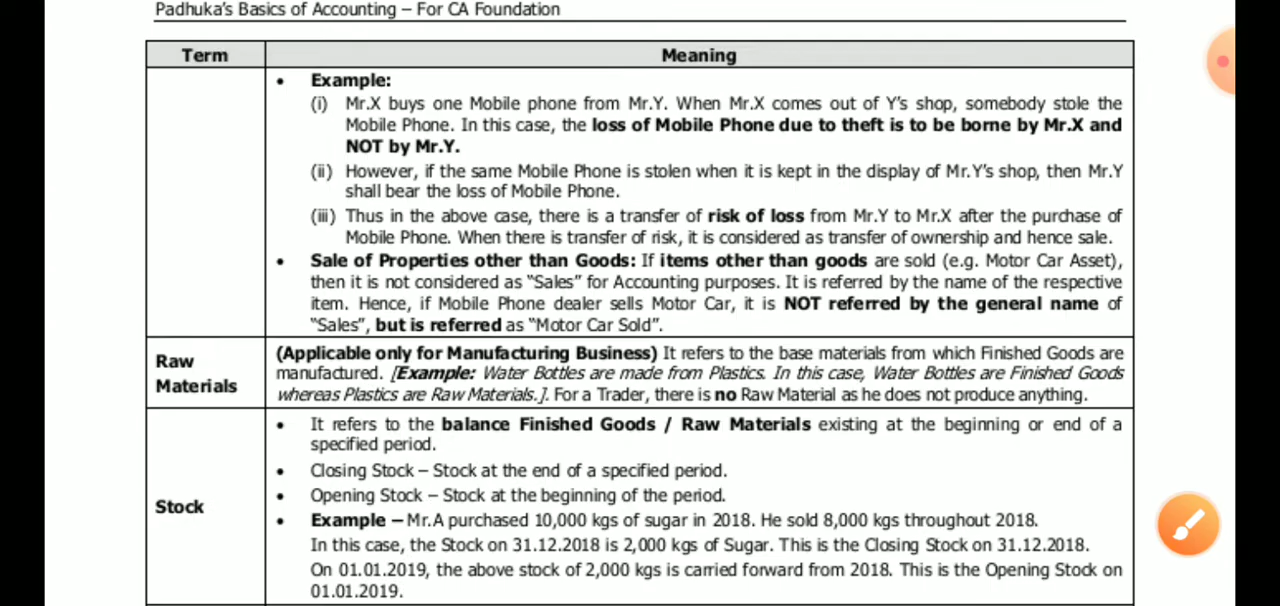 Padhuka's Basics of Accounting – For CA Foundation
Term
Meaning
• Example:
(i) Mr.X buys one Mobile phone from Mr.Y. When Mr.X comes out of Y's shop, somebody stole the
Mobile Phone. In this case, the loss of Mobile Phone due to theft is to be borne by Mr.X and
NOT by Mr.Y.
(ii) However, if the same Mobile Phone is stolen when it is kept in the display of Mr.Y's shop, then Mr.Y
shall bear the loss of Mobile Phone.
(iii) Thus in the above case, there is a transfer of risk of loss from Mr.Y to Mr.X after the purchase of
Mobile Phone. When there is transfer of risk, it is considered as transfer of ownership and hence sale.
• Sale of Properties other than Goods: If items other than goods are sold (e.g. Motor Car Asset),
then it is not considered as "Sales" for Accounting purposes. It is referred by the name of the respective
item. Hence, if Mobile Phone dealer sells Motor Car, it is NOT referred by the general name of
"Sales", but is referred as "Motor Car Sold".
Raw
Materials
(Applicable only for Manufacturing Business) It refers to the base materials from which Finished Goods are
manufactured. [Example: Water Bottles are made from Plastics. In this case, Water Bottles are Finished Goods
whereas Plastics are Raw Materials.]. For a Trader, there is no Raw Material as he does not produce anything.
Stock
• It refers to the balance Finished Goods / Raw Materials existing at the beginning or end of a
specified period.
• Closing Stock – Stock at the end of a specified period.
• Opening Stock – Stock at the beginning of the period.
• Example – Mr.A purchased 10,000 kgs of sugar in 2018. He sold 8,000 kgs throughout 2018.
In this case, the Stock on 31.12.2018 is 2,000 kgs of Sugar. This is the Closing Stock on 31.12.2018.
On 01.01.2019, the above stock of 2,000 kgs is carried forward from 2018. This is the Opening Stock on
01.01.2019.